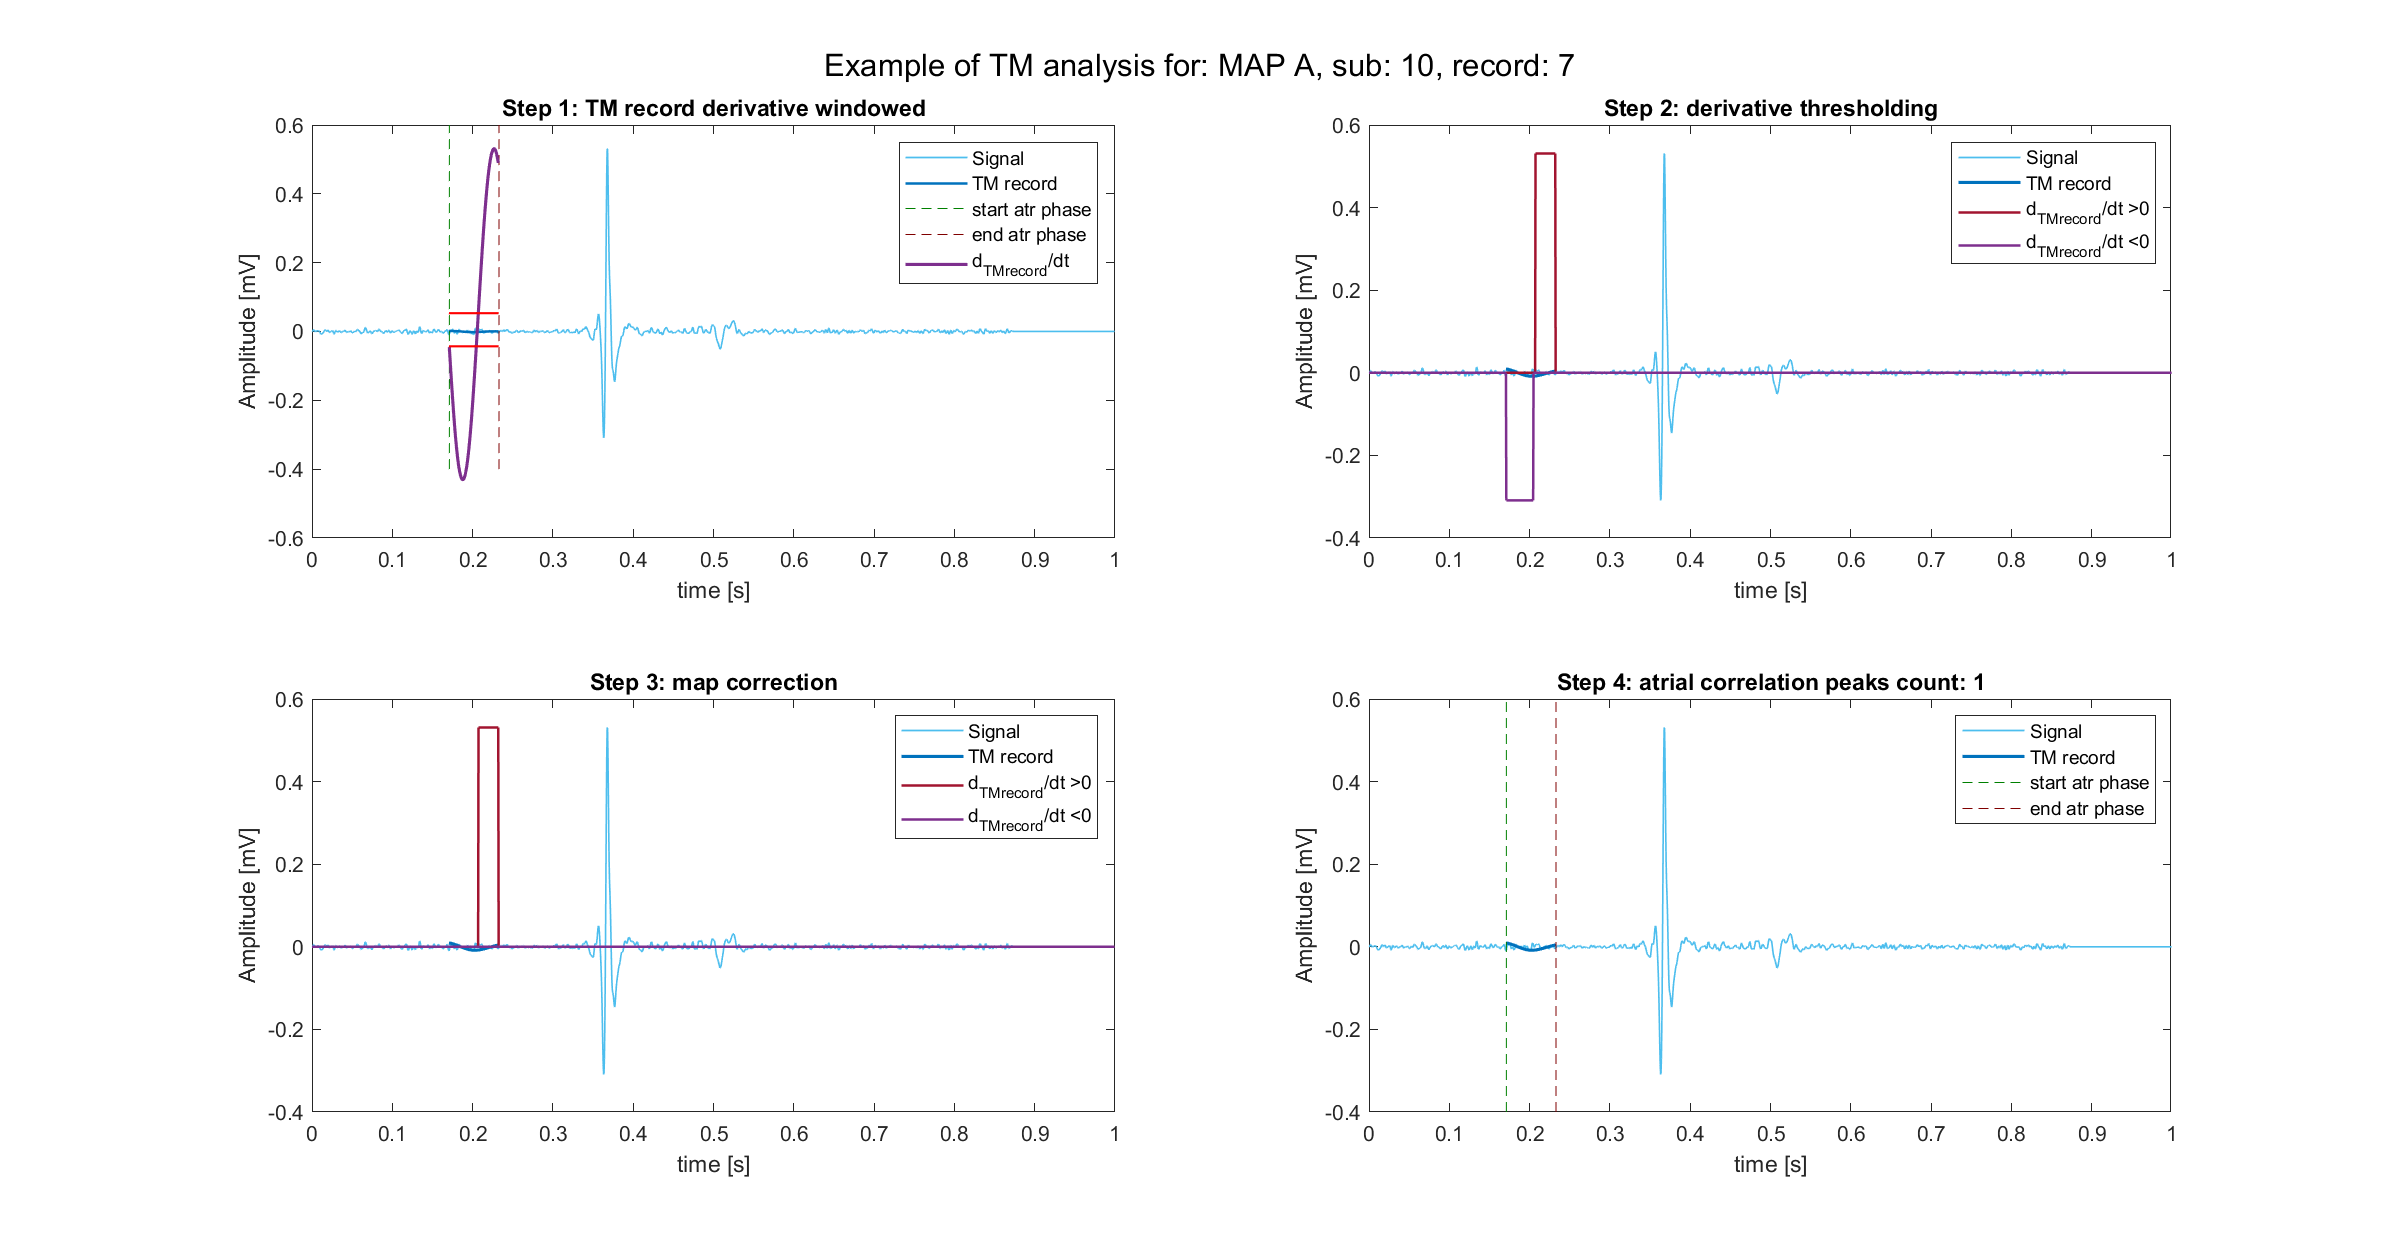 Example of TM analysis for: MAP A, sub: 10, record: 7
Step 1: TM record derivative windowed
0.6
0.4
0.2
0
-0.2
-0.4
-0.6
Amplitude [mV]
Signal
TM record
start atr phase
end atr phase
dTMrecord/dt
0 0.1 0.2 0.3 0.4 0.5 0.6 0.7 0.8 0.9 1
time [s]
Step 2: derivative thresholding
0.6
0.4
0.2
0
-0.2
-0.4
Amplitude [mV]
Signal
TM record
dTMrecord/dt >0
dTMrecord/dt <0
0 0.1 0.2 0.3 0.4 0.5 0.6 0.7 0.8 0.9 1
time [s]
Step 3: map correction
0.6
0.4
0.2
0
-0.2
-0.4
Amplitude [mV]
Signal
TM record
dTMrecord/dt >0
dTMrecord/dt <0
0 0.1 0.2 0.3 0.4 0.5 0.6 0.7 0.8 0.9 1
time [s]
Step 4: atrial correlation peaks count: 1
0.6
0.4
0.2
0
-0.2
-0.4
Amplitude [mV]
Signal
TM record
start atr phase
end atr phase
0 0.1 0.2 0.3 0.4 0.5 0.6 0.7 0.8 0.9 1
time [s]